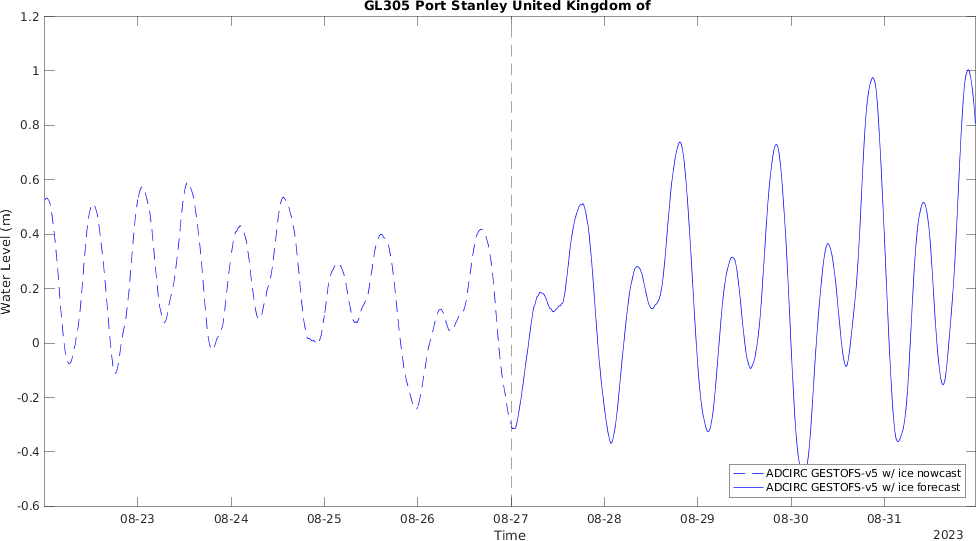 GL305 Port Stanley United Kingdom of
1.2
1
0.8
0.6
0.4
0.2
0
-0.2
-0.4
-0.6
Water Level (m)
ADCIRC GESTOFS-v5 w/ ice nowcast
ADCIRC GESTOFS-v5 w/ ice forecast
08-23 08-24 08-25 08-26 08-27 08-28 08-29 08-30 08-31
Time
2023